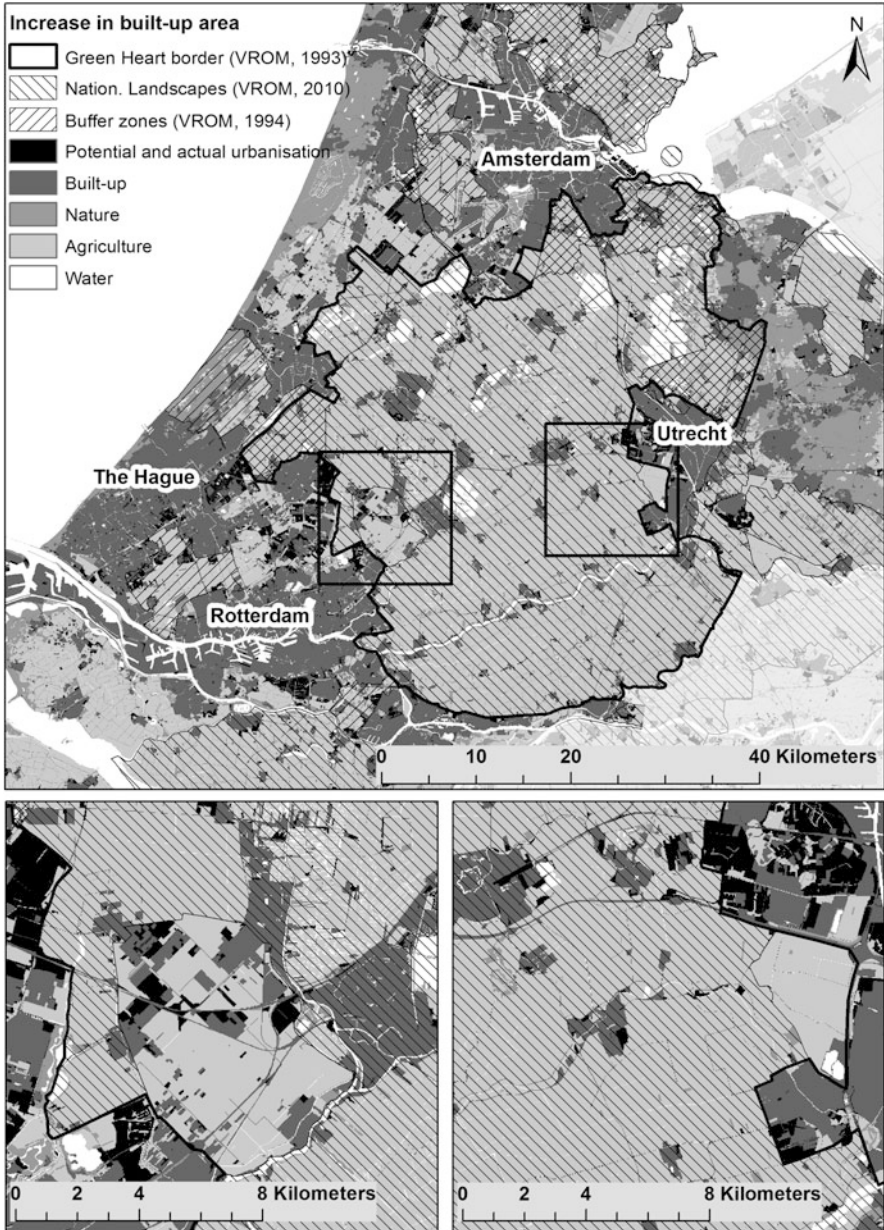 Increase in built-up area
Green Heart border (VROM, 1993)
Nation. Landscapes (VROM, 2010)
Buffer zones (VROM, 1994)
Potential and actual urbanisation
Built-up
Nature
Agriculture
Water
N
Amsterdam
Utrecht
The Hague
Rotterdam
0 10 20 40 Kilometers
0 2 4 8 Kilometers
0 2 4 8 Kilometers